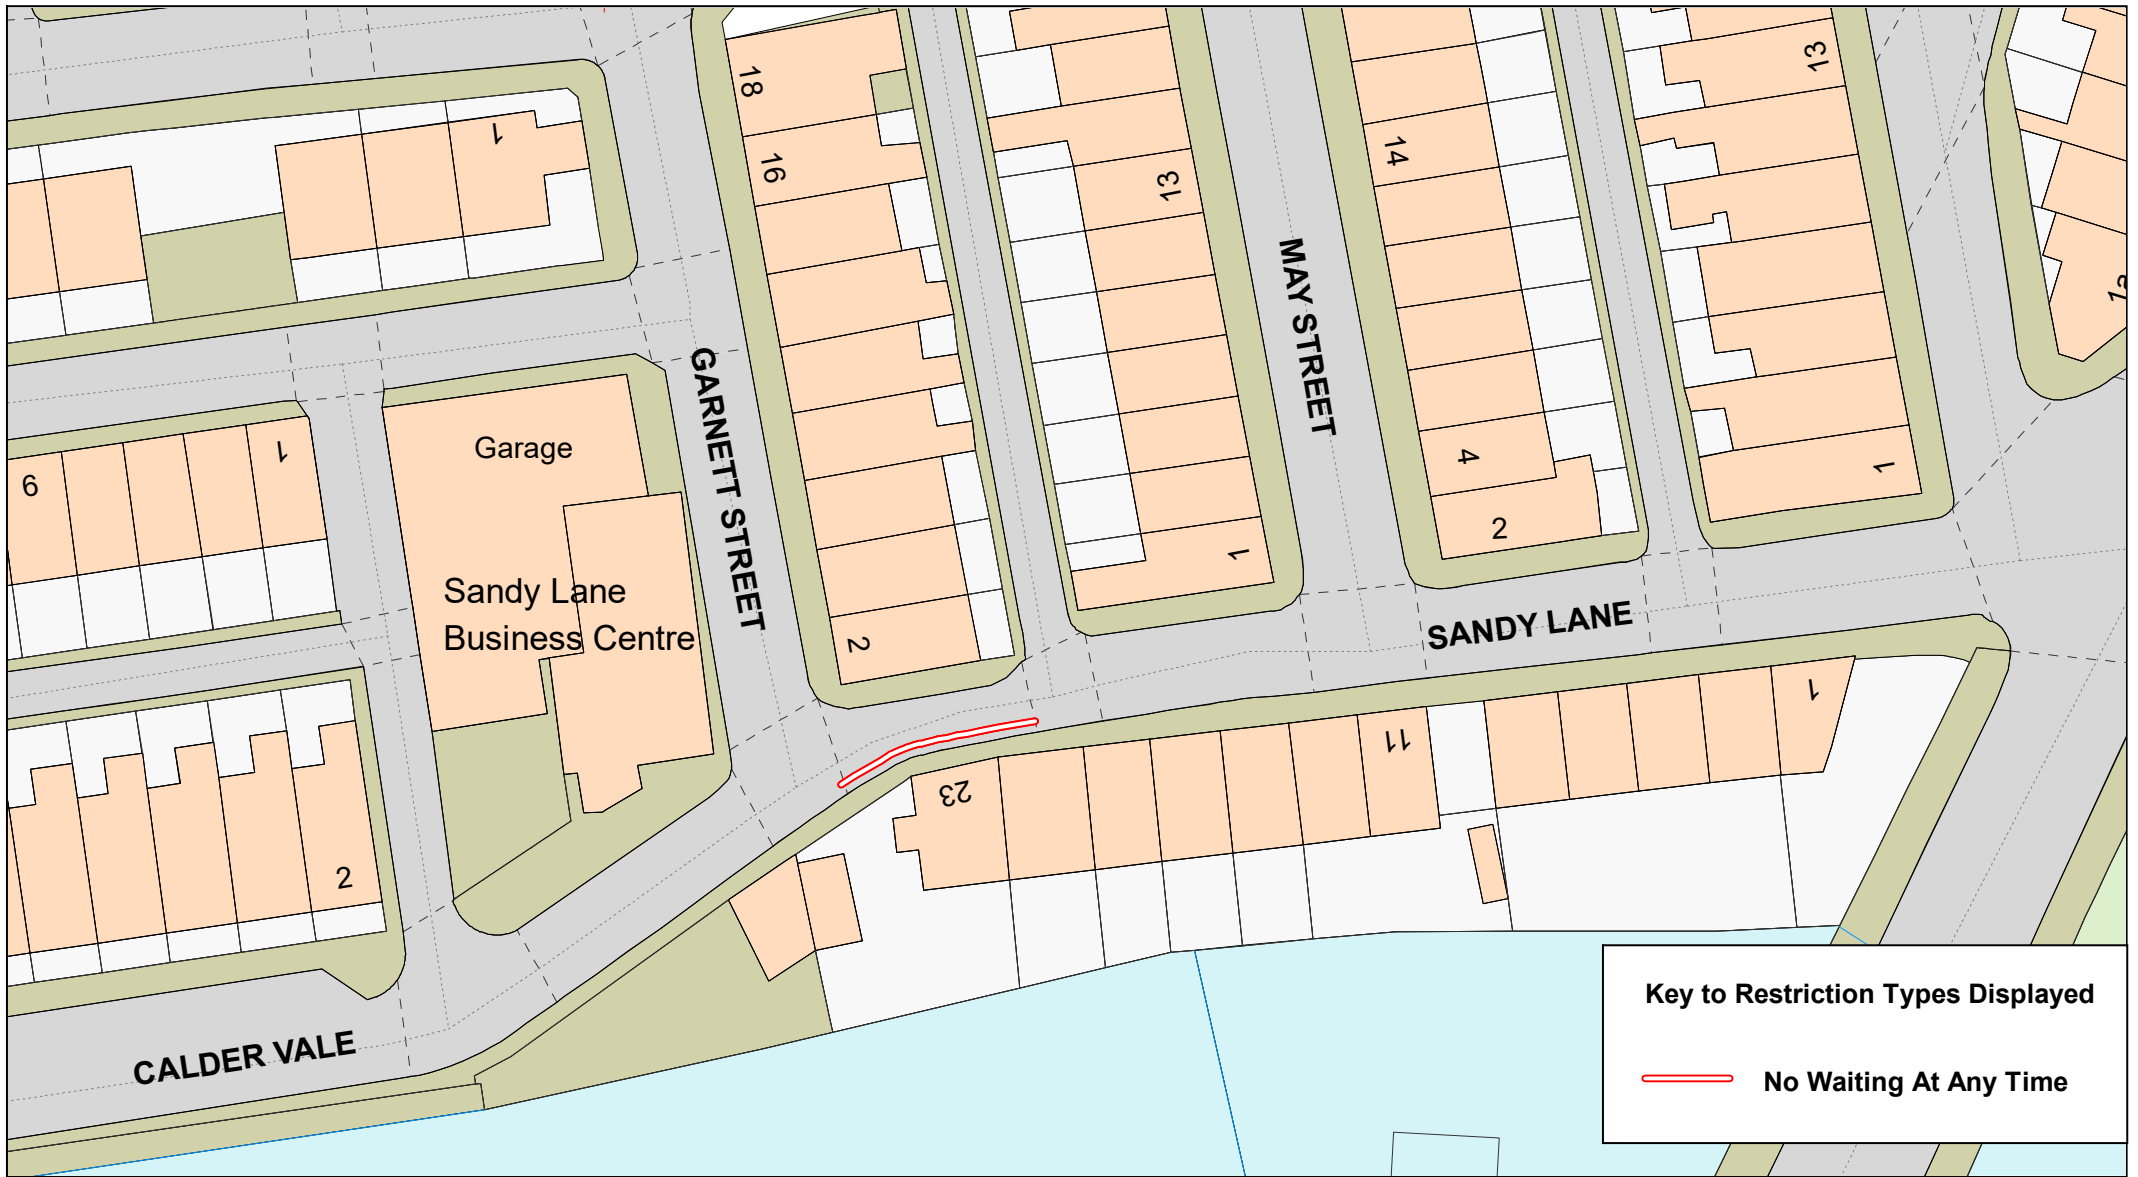 18
1
13
16
14
13
MAY STREET
1a
GARNETT STREET
Garage
1
6
4
1
2
1
Sandy Lane
Business Centre
SANDY LANE
2
1
11
23
2
Key to Restriction Types Displayed
CALDER VALE
No Waiting At Any Time